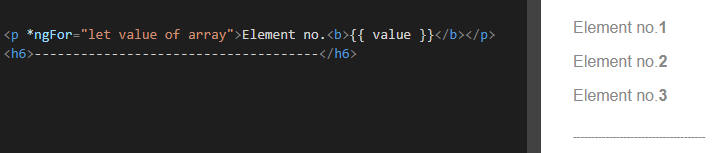 <p *ngFor="let value of array">Element no.<b>{{ value }}</b></p>
<h6>-------------------------------------</h6>
Element no.1
Element no.2
Element no.3
-------------------------------------